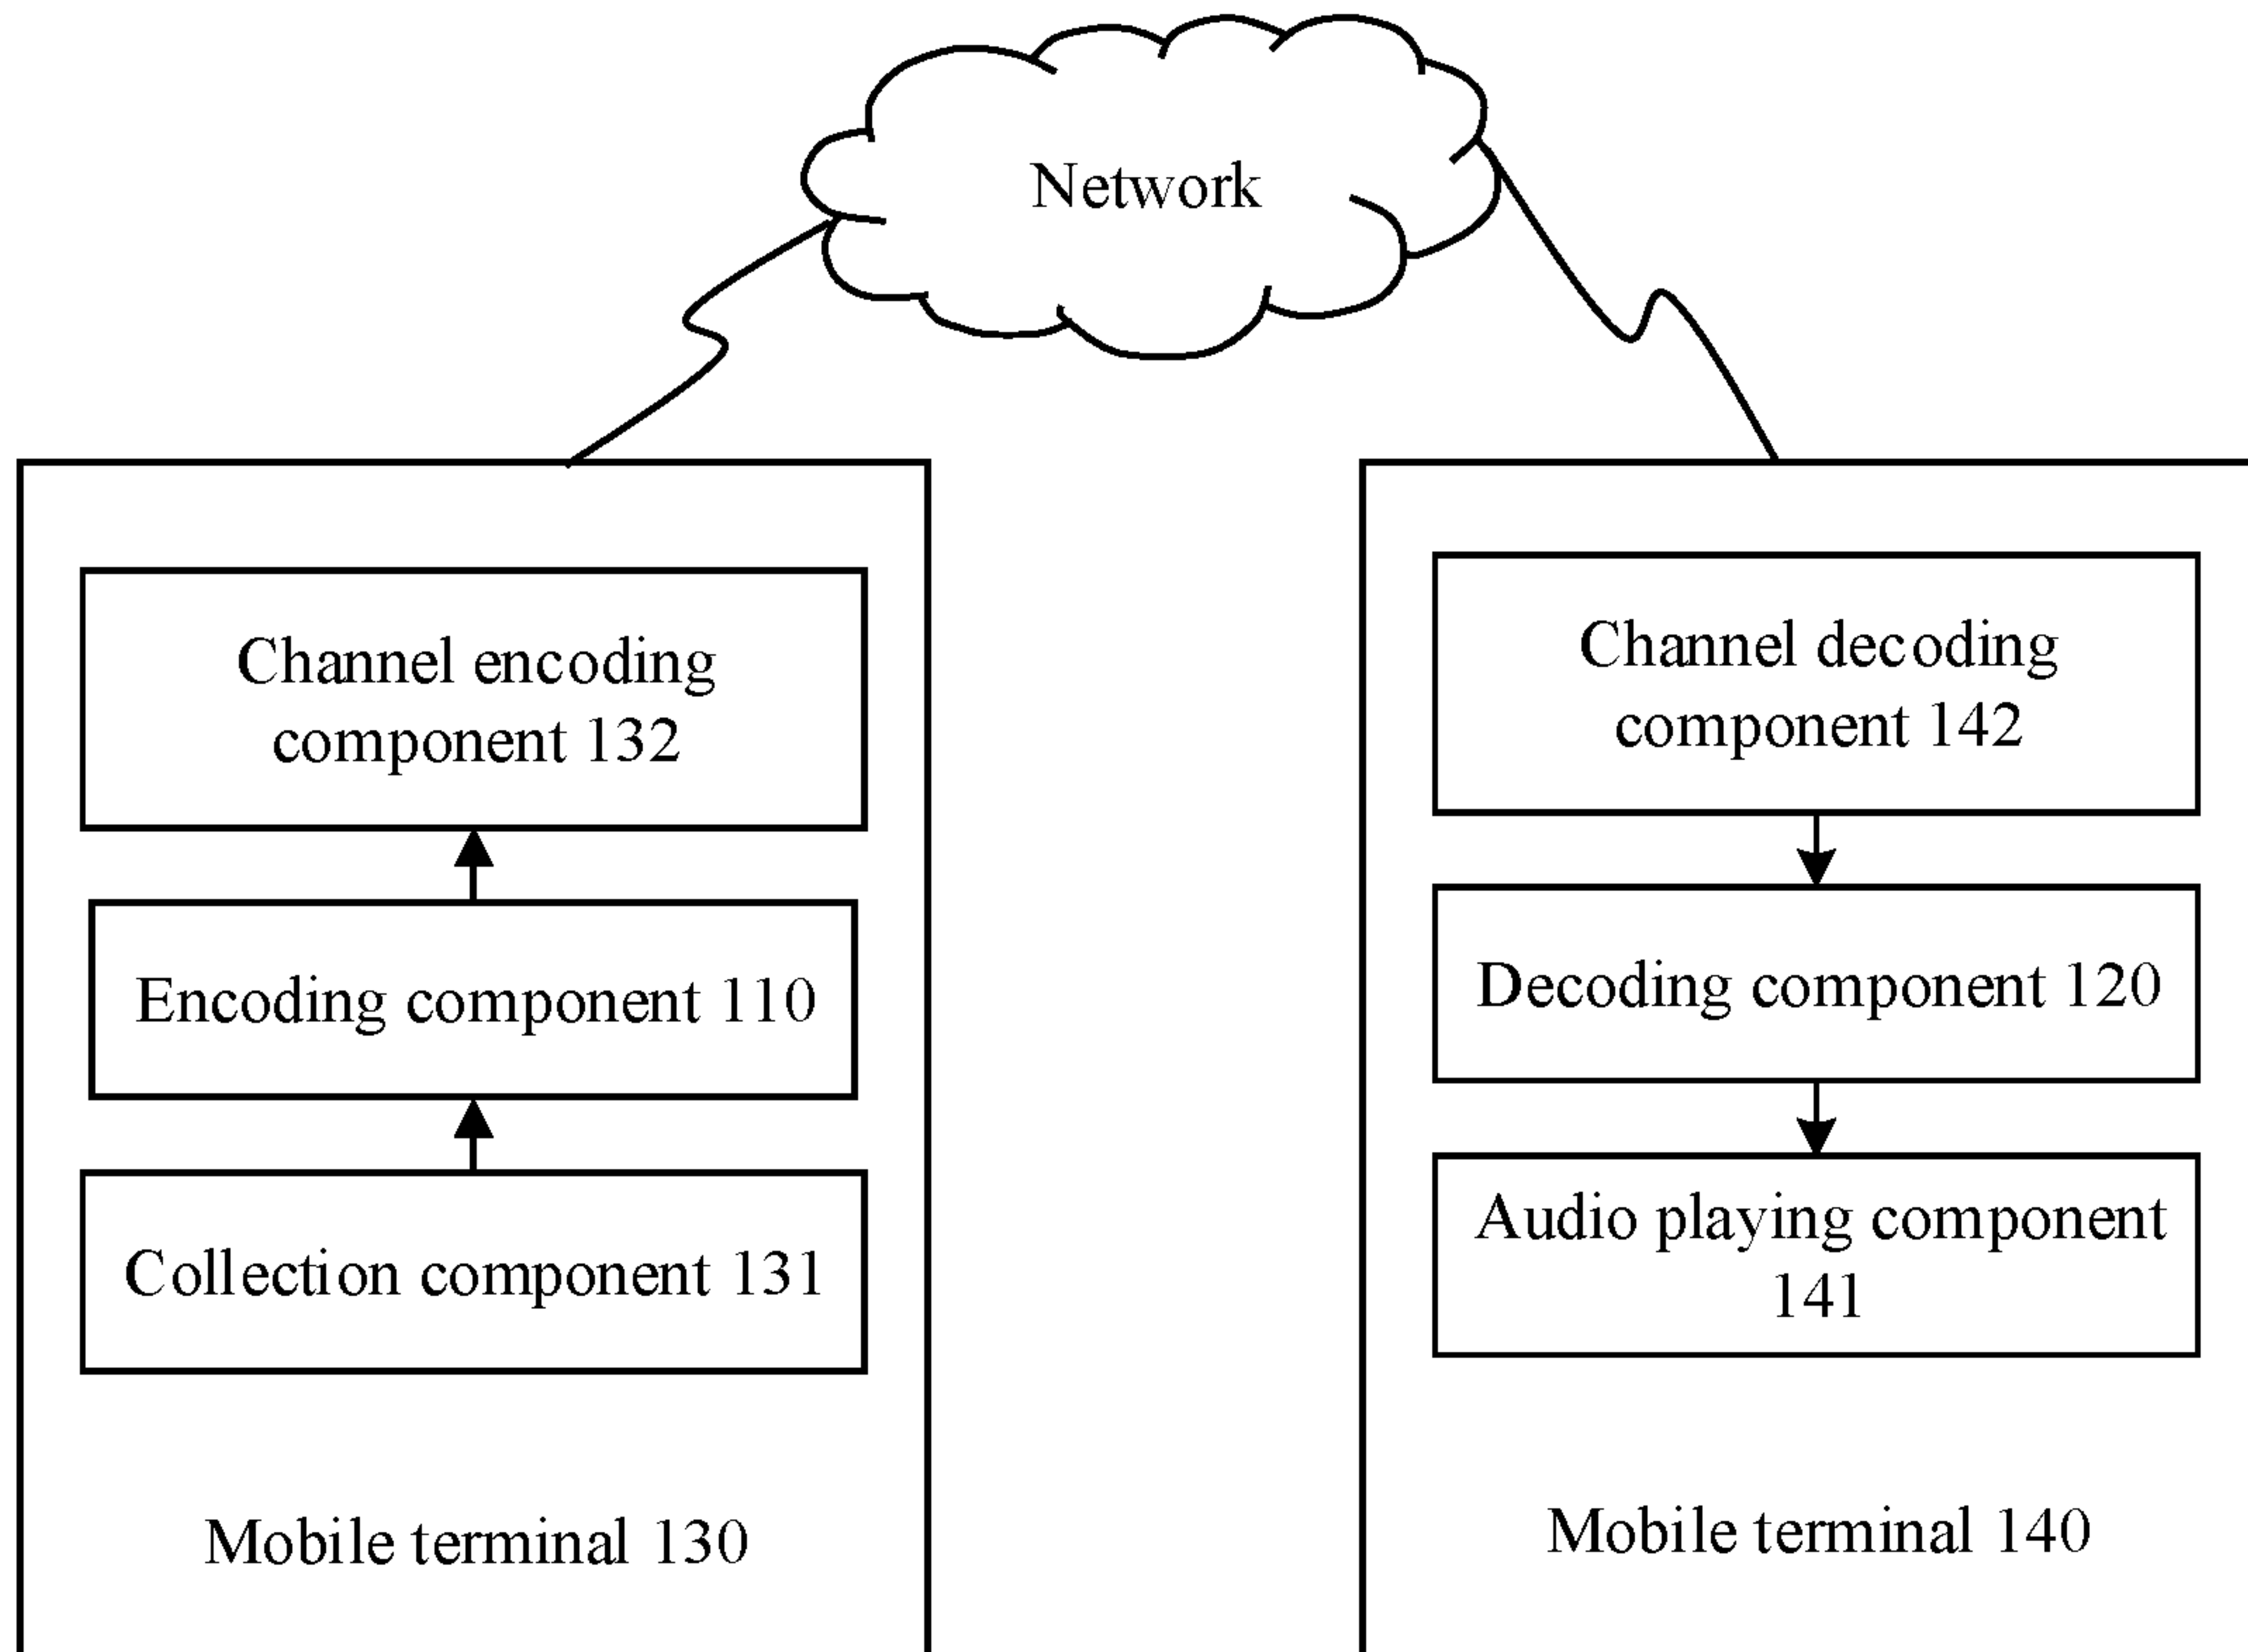 Network
Channel encoding
component 132
Encoding component 110
Collection component 131
Mobile terminal 130
Channel decoding
component 142
Decoding component 120
Audio playing component
141
Mobile terminal 140